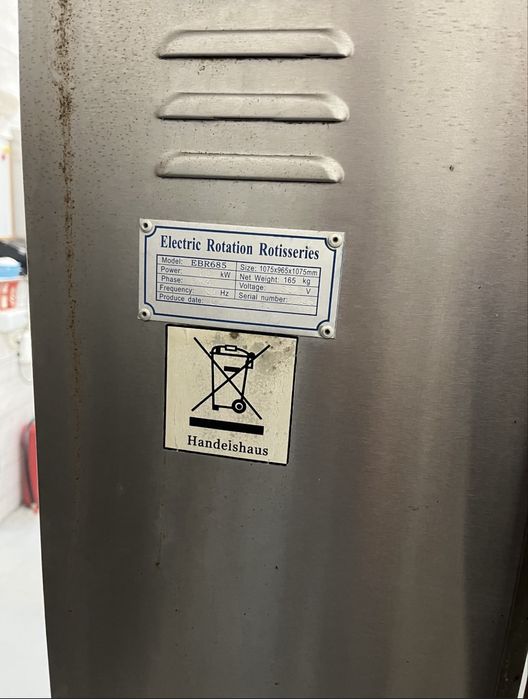 Electric Rotation Rotisseries
Model: EBR685 Size: 1075x965x1075mm
Power: kW Net Weight: 165 kg
Phase: Voltage: V
Frequency: Hz Serial number:
Produce date:
Handelshaus